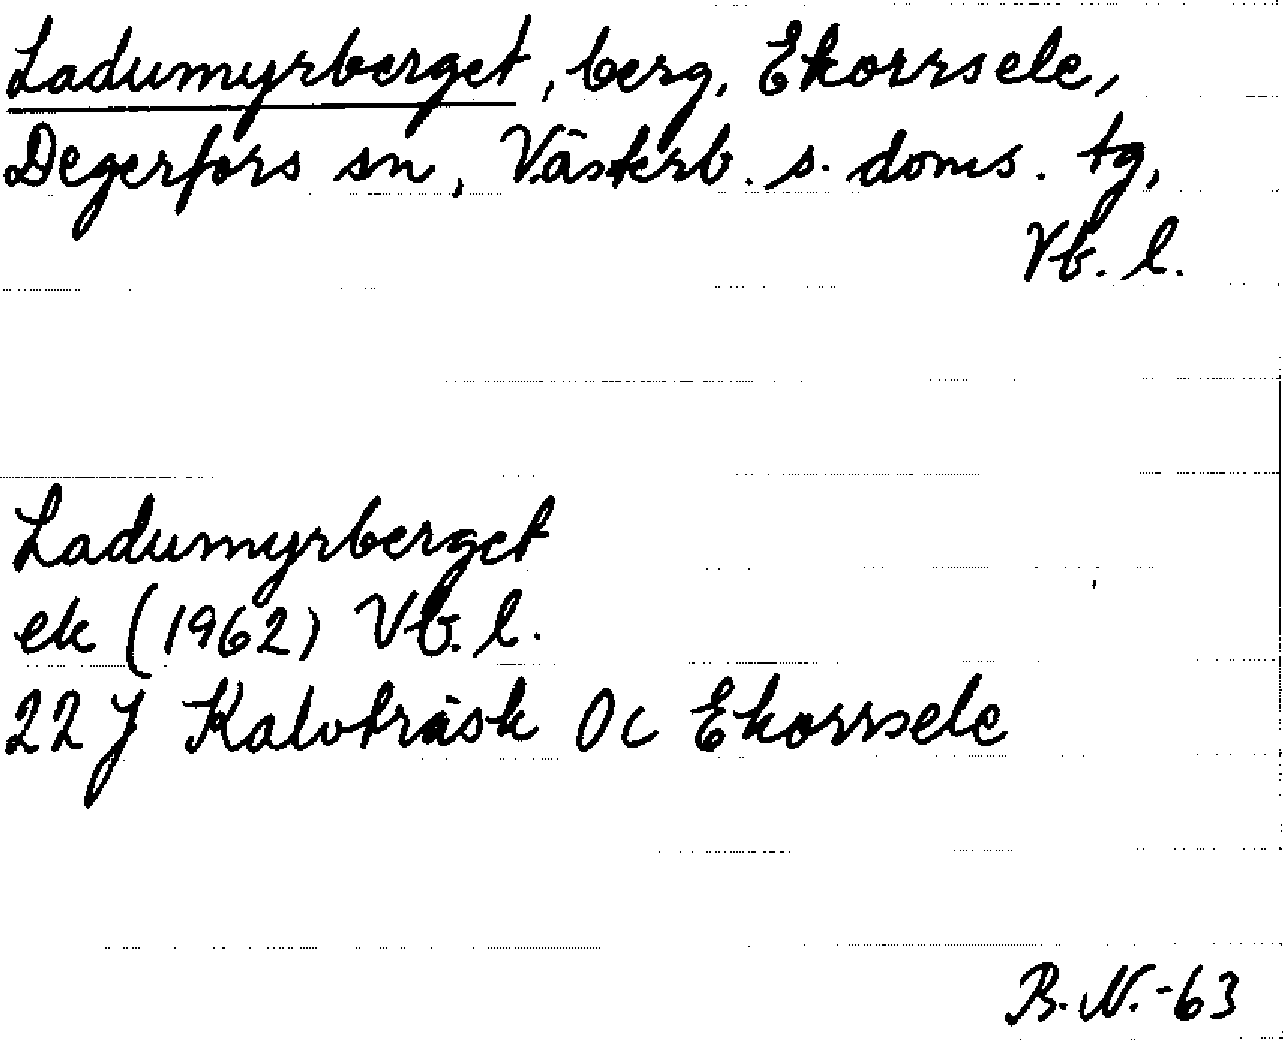 Ladumyrberget, berg, Ekorrsele,
Degerfors sn, Västerb. s. doms. tg,
Vb. l.
Ladumyrberget
ek (1962) Vb. l.
22 J Kalvträsk 0c Ekorrsele
B. N. -63